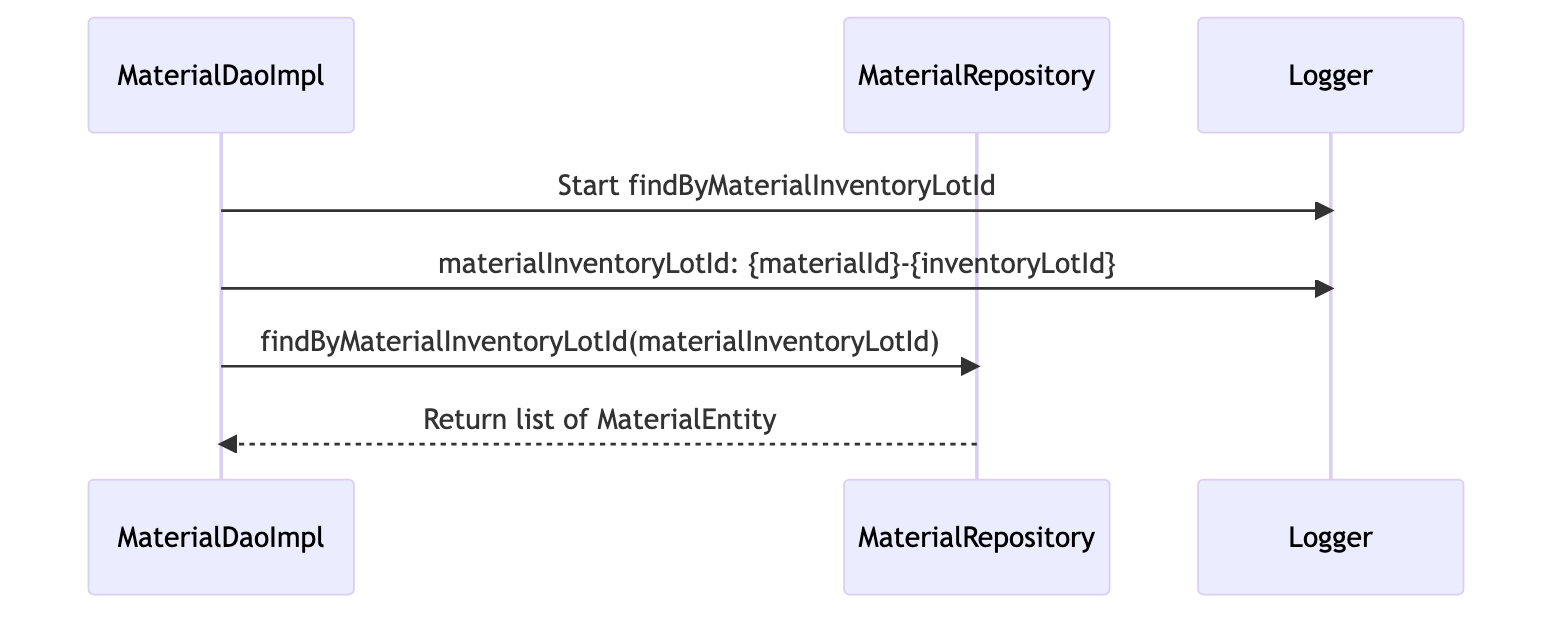 MaterialDaoImpl
MaterialRepository
Logger
Start findByMaterialInventoryLotId
materialInventoryLotId: {materialId}-{inventoryLotId}
findByMaterialInventoryLotId(materialInventoryLotId)
Return list of MaterialEntity
MaterialDaoImpl
MaterialRepository
Logger